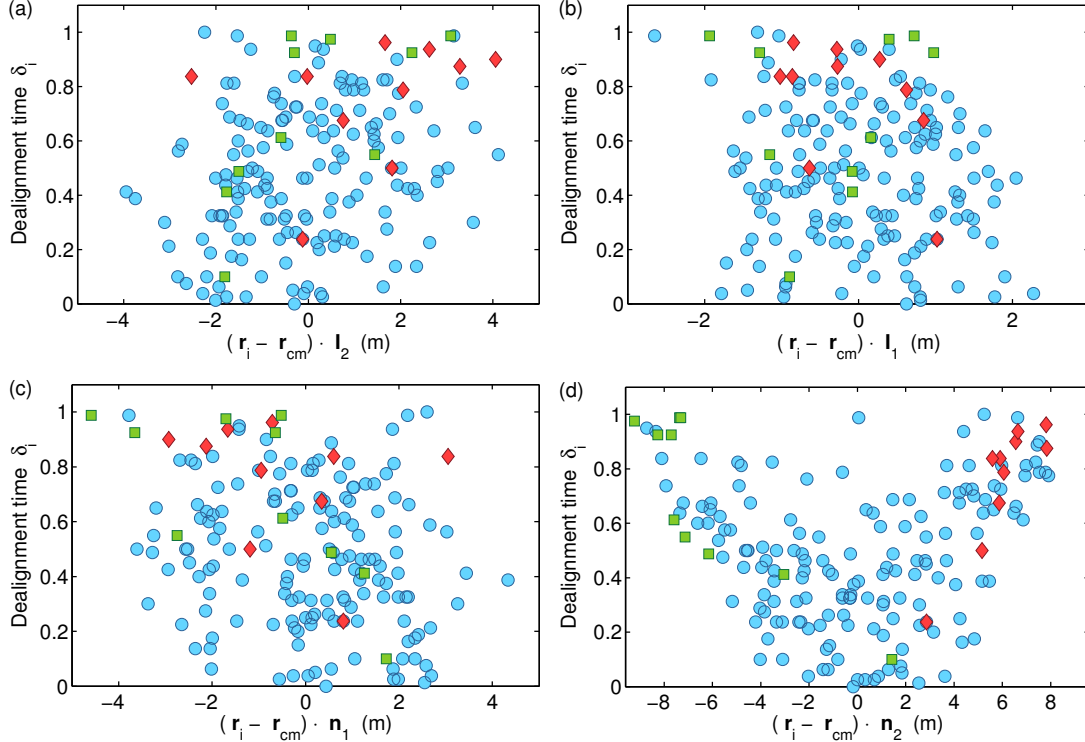 (a)
1
0.8
0.6
0.4
0.2
0
Dealignment time δi
−4 −2 0 2 4
( ri − rcm) · l2 (m)
(b)
1
0.8
0.6
0.4
0.2
0
Dealignment time δi
−2 0 2
( ri − rcm) · l1 (m)
(c)
1
0.8
0.6
0.4
0.2
0
Dealignment time δi
−4 −2 0 2 4
( ri − rcm) · n1 (m)
(d)
1
0.8
0.6
0.4
0.2
0
Dealignment time δi
−8 −6 −4 −2 0 2 4 6 8
( ri − rcm) · n2 (m)